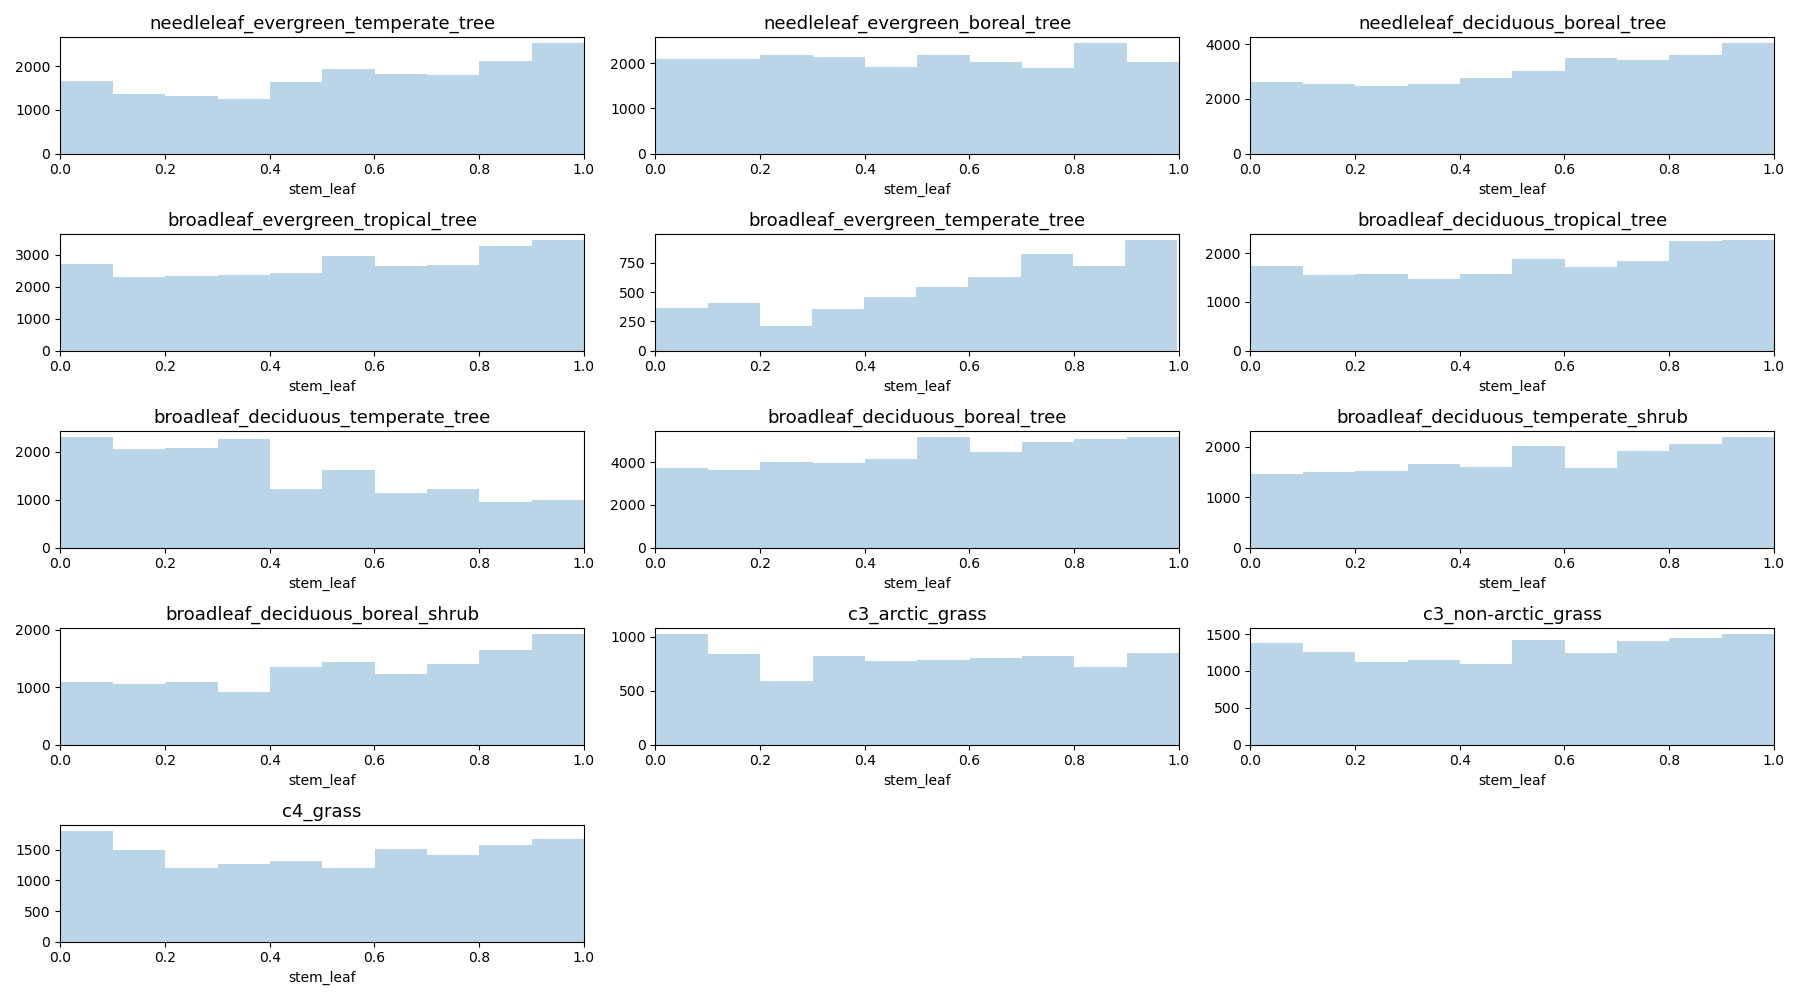 needleleaf_evergreen_temperate_tree
2000
1000
0
0.0 0.2 0.4 0.6 0.8 1.0
stem_leaf
needleleaf_evergreen_boreal_tree
2000
1000
0
0.0 0.2 0.4 0.6 0.8 1.0
stem_leaf
needleleaf_deciduous_boreal_tree
4000
2000
0
0.0 0.2 0.4 0.6 0.8 1.0
stem_leaf
broadleaf_evergreen_tropical_tree
3000
2000
1000
0
0.0 0.2 0.4 0.6 0.8 1.0
stem_leaf
broadleaf_evergreen_temperate_tree
750
500
250
0
0.0 0.2 0.4 0.6 0.8 1.0
stem_leaf
broadleaf_deciduous_tropical_tree
2000
1000
0
0.0 0.2 0.4 0.6 0.8 1.0
stem_leaf
broadleaf_deciduous_temperate_tree
2000
1000
0
0.0 0.2 0.4 0.6 0.8 1.0
stem_leaf
broadleaf_deciduous_boreal_tree
4000
2000
0
0.0 0.2 0.4 0.6 0.8 1.0
stem_leaf
broadleaf_deciduous_temperate_shrub
2000
1000
0
0.0 0.2 0.4 0.6 0.8 1.0
stem_leaf
broadleaf_deciduous_boreal_shrub
2000
1000
0
0.0 0.2 0.4 0.6 0.8 1.0
stem_leaf
c3_arctic_grass
1000
500
0
0.0 0.2 0.4 0.6 0.8 1.0
stem_leaf
c3_non-arctic_grass
1500
1000
500
0
0.0 0.2 0.4 0.6 0.8 1.0
stem_leaf
c4_grass
1500
1000
500
0
0.0 0.2 0.4 0.6 0.8 1.0
stem_leaf